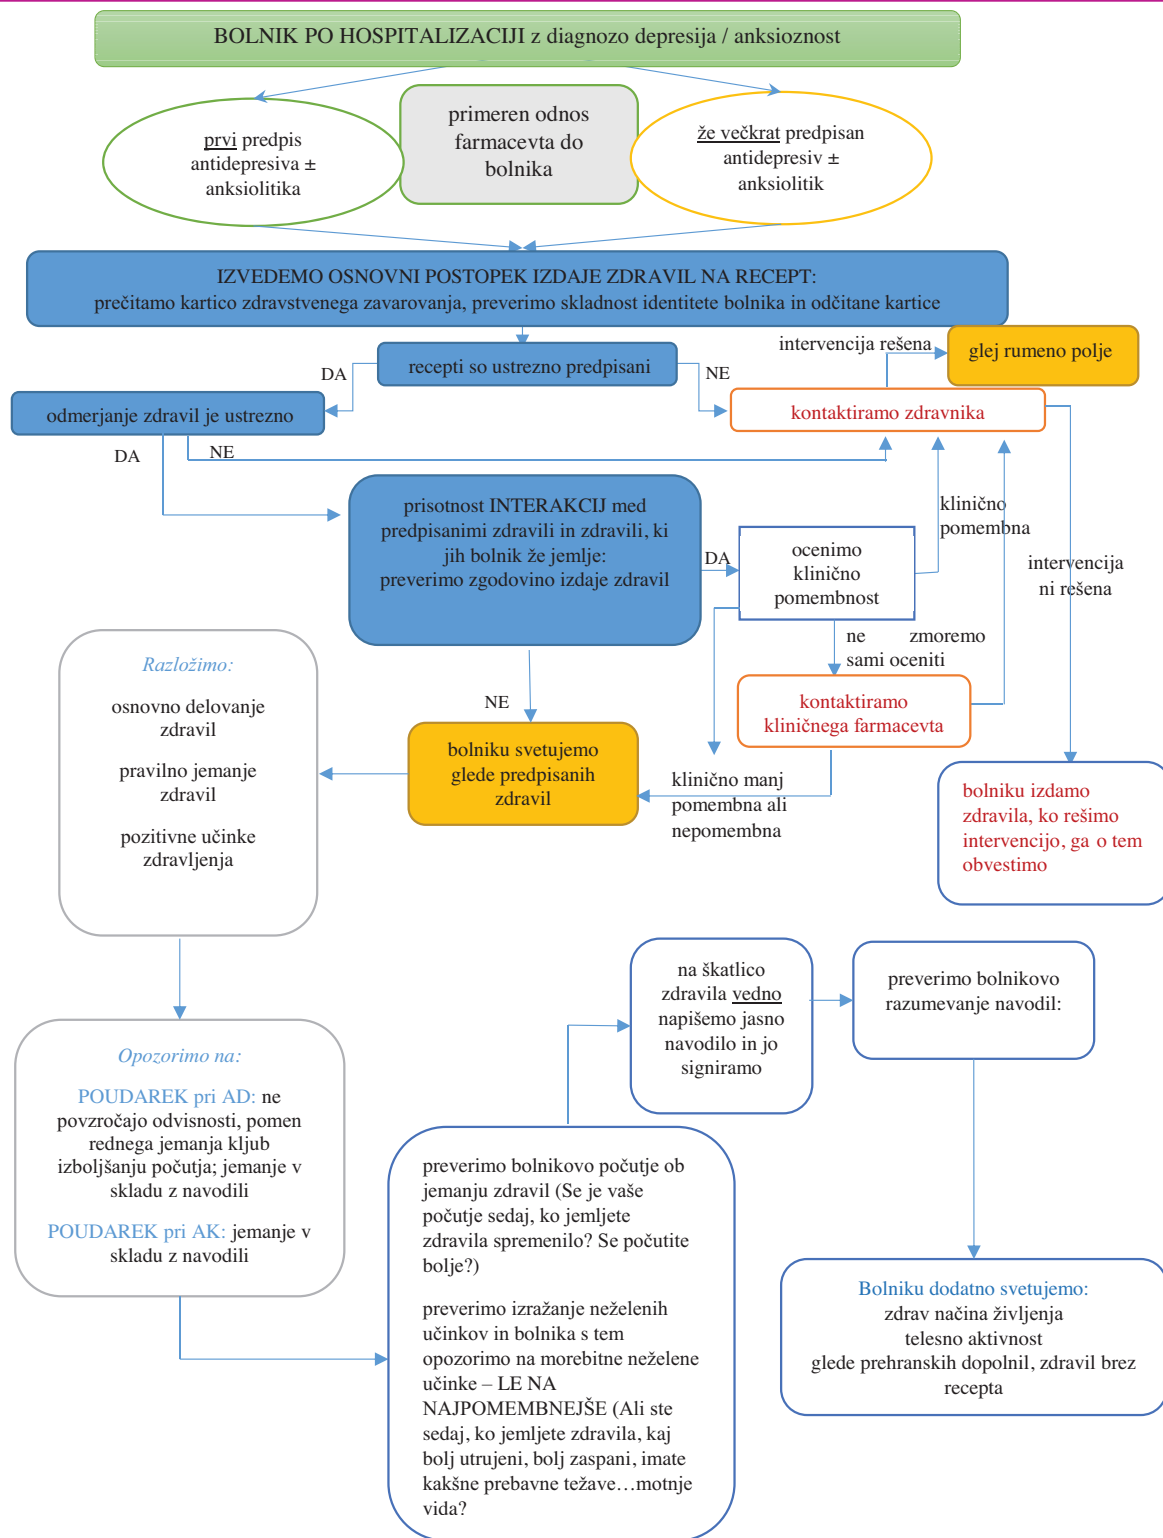 BOLNIK PO HOSPITALIZACIJI z diagnozo depresija / anksioznost
prvi predpis
antidepresiva ±
anksiolitika
primeren odnos
farmacevta do
bolnika
že večkrat predpisan
antidepresiv ±
anksiolitik
IZVEDEMO OSNOVNI POSTOPEK IZDAJE ZDRAVIL NA RECEPT:
prečitamo kartico zdravstvenega zavarovanja, preverimo skladnost identitete bolnika in odčitane kartice
recepti so ustrezno predpisani
DA
NE
intervencija rešena
glej rumeno polje
odmerjanje zdravil je ustrezno
kontaktiramo zdravnika
DA
NE
prisotnost INTERAKCIJ med
predpisanimi zdravili in zdravili, ki
jih bolnik že jemlje:
preverimo zgodovino izdaje zdravil
DA
ocenimo
klinično
pomembnost
klinično
pomembna
intervencija
ni rešena
ne zmoremo
sami oceniti
kontaktiramo
kliničnega farmacevta
NE
klinično manj
pomembna ali
nepomembna
bolniku svetujemo
glede predpisanih
zdravil
bolniku izdamo
zdravila, ko rešimo
intervencijo, ga o tem
obvestimo
Razložimo:
osnovno delovanje
zdravil
pravilno jemanje
zdravil
pozitivne učinke
zdravljenja
Opozorimo na:
POUDAREK pri AD: ne
povzročajo odvisnosti, pomen
rednega jemanja kljub
izboljšanju počutja; jemanje v
skladu z navodili
POUDAREK pri AK: jemanje v
skladu z navodili
preverimo bolnikovo počutje ob
jemanju zdravil (Se je vaše
počutje sedaj, ko jemljete
zdravila spremenilo? Se počutite
bolje?)
preverimo izražanje neželenih
učinkov in bolnika s tem
opozorimo na morebitne neželene
učinke – LE NA
NAJPOMEMBNEJŠE (Ali ste
sedaj, ko jemljete zdravila, kaj
bolj utrujeni, bolj zaspani, imate
kakšne prebavne težave…motnje
vida?
na škatlico
zdravila vedno
napišemo jasno
navodilo in jo
signiramo
preverimo bolnikovo
razumevanje navodil:
Bolniku dodatno svetujemo:
zdrav načina življenja
telesno aktivnost
glede prehranskih dopolnil, zdravil brez
recepta